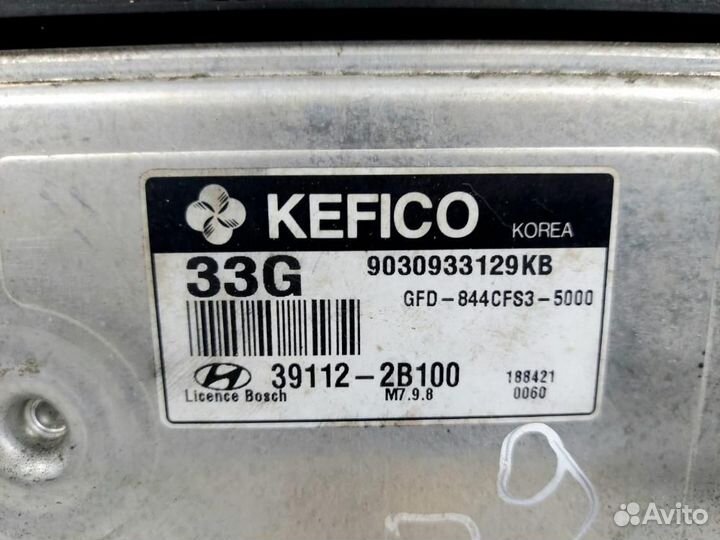 KEFICO KOREA
33G 9030933129KB
GFD-844CFS3-5000
39112-2B100 188421
Licence Bosch M7.9.8 0060
Avito